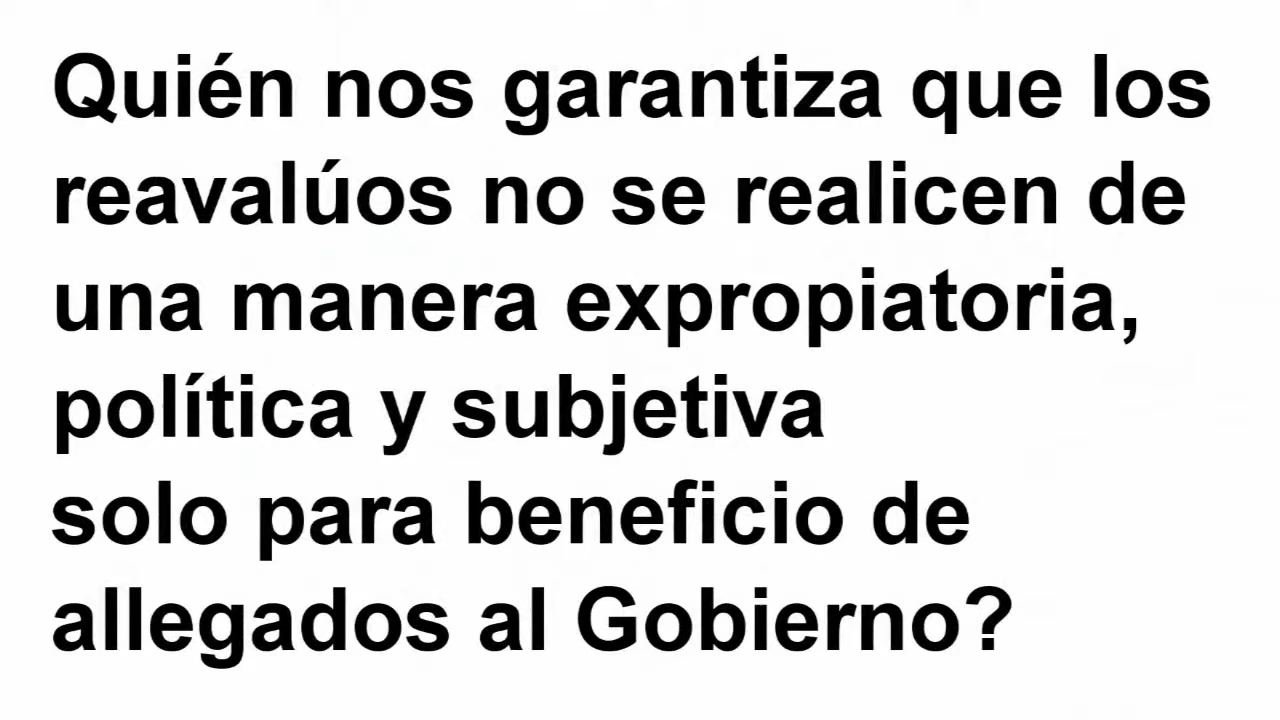 Quién nos garantiza que los
reavalúos no se realicen de
una manera expropiatoria,
política y subjetiva
solo para beneficio de
allegados al Gobierno?